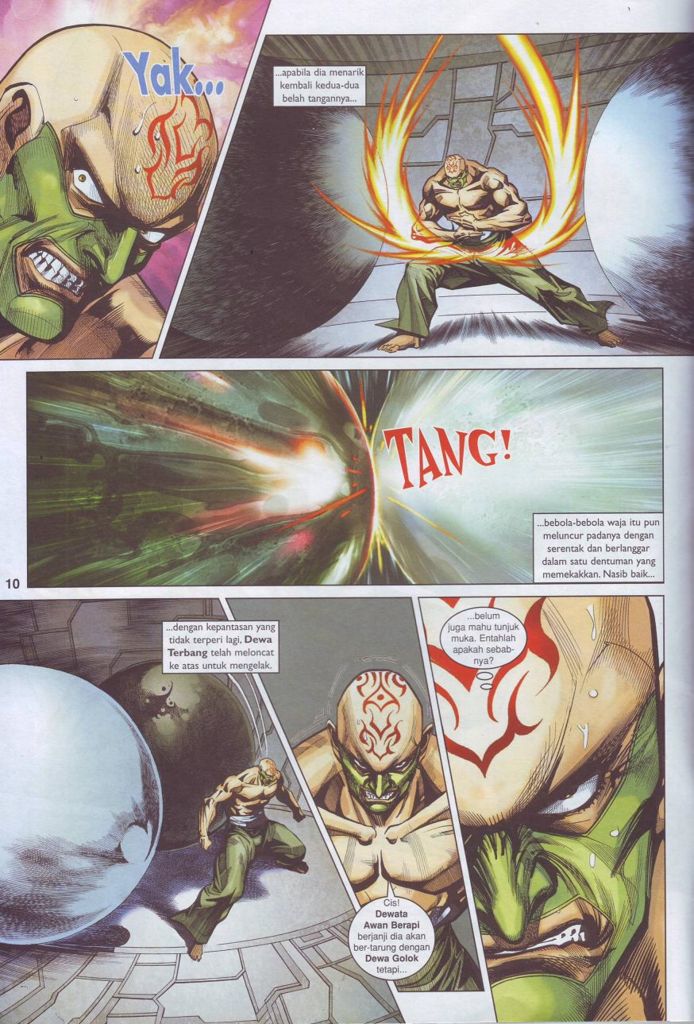 Yak...
...apabila dia menarik
kembali kedua-dua
belah tangannya...
TANG!
...bebola-bebola waja itu pun
meluncur padanya dengan
serentak dan berlanggar
dalam satu dentuman yang
memekakkan. Nasib baik...
10
...dengan kepantasan yang
tidak terperi lagi, Dewa
Terbang telah meloncat
ke atas untuk mengelak.
Cis!
Dewata
Awan Berapi
berjanji dia akan
ber-tarung dengan
Dewa Golok
tetapi...
...belum
juga mahu tunjuk
muka. Entahlah
apakah sebab-
nya?